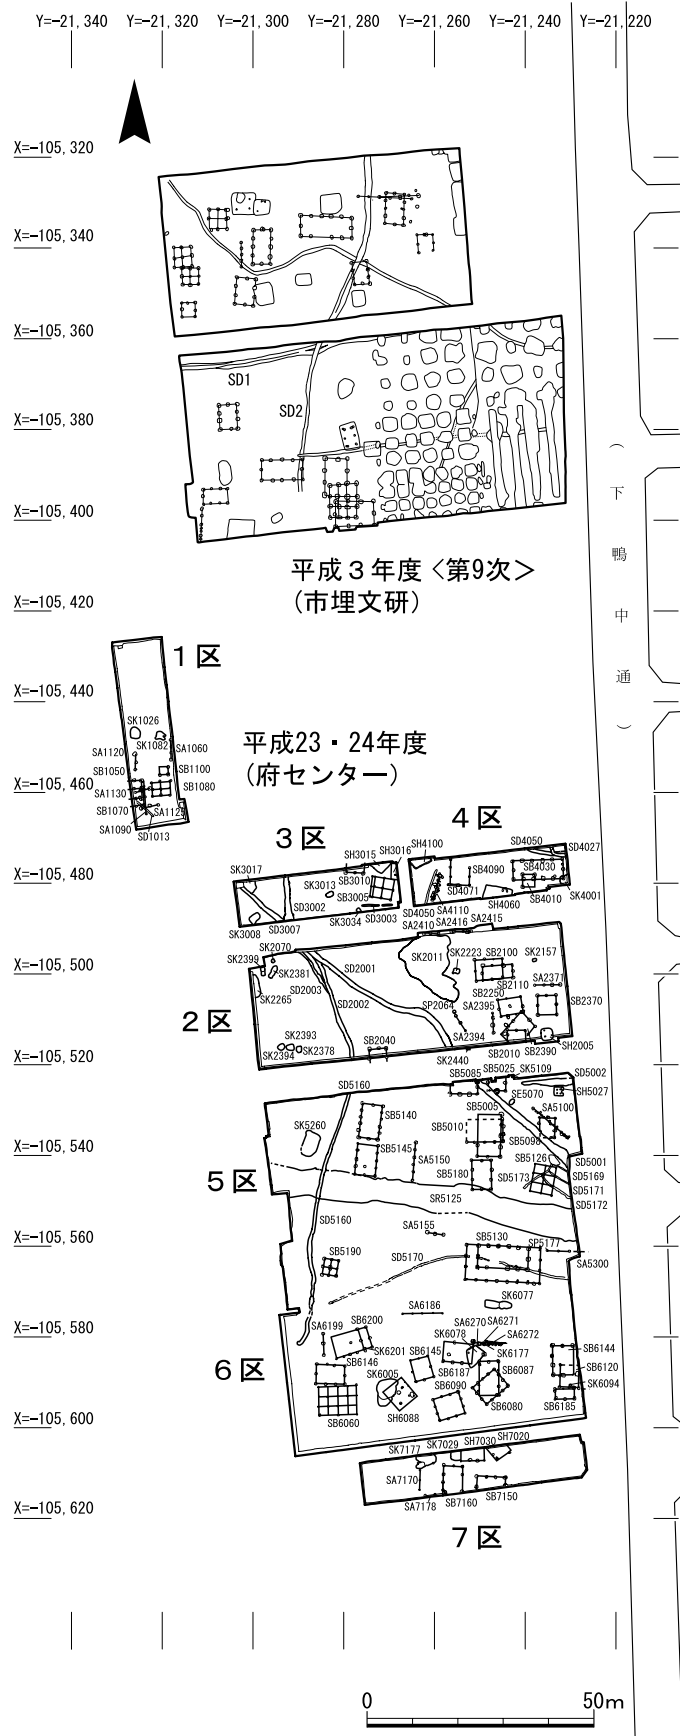 Y=-21,340
Y=-21,320
Y=-21,300
Y=-21,280
Y=-21,260
Y=-21,240
Y=-21,220
X=-105,320
X=-105,340
X=-105,360
SD1
X=-105,380
SD2
X=-105,400
(下鴨中通)
平成3年度<第9次>
(市埋文研)
X=-105,420
1区
X=-105,440
SK1026
SK1082
SA1060
SA1120
SB1050
SB1100
X=-105,460
SA1130
SB1080
SB1070
SA1125
SA1090
SD1013
平成23・24年度
(府センター)
3区
4区
X=-105,480
SK3017
SK3013
SH3015
SH3016
SB3010
SB3005
SD3002
SD3007
SK3008
SK3034
SD3003
SH4100
SD4050
SD4027
SB4090
SB4030
SD4071
SH4060
SB4010
SK4001
SD4050
SA4110
SA2410
SA2416
SA2415
SK2070
SK2399
SK2381
X=-105,500
SD2001
SK2011
SK2223
SB2100
SK2157
SD2003
SK2265
SD2002
SB2110
SA2371
SB2250
SP2064
SA2395
SB2370
2区
SK2393
SB2040
SA2394
SK2394
SK2378
SK2440
SB2010
SB2390
SH2005
X=-105,520
SD5160
SB5085
SB5025
SK5109
SD5002
SE5070
SH5027
SB5140
SB5005
SA5100
SB5010
SK5260
SB5090
X=-105,540
SB5145
SA5150
SB5126
SD5001
5区
SB5180
SD5173
SD5169
SD5171
SR5125
SD5172
SD5160
SA5155
X=-105,560
SB5130
SP5177
SB5190
SD5170
SA5300
SK6077
SA6186
X=-105,580
SA6199
SB6200
SA6270
SA6271
SK6078
SA6272
6区
SK6201
SB6145
SK6177
SB6144
SB6146
SB6187
SB6087
SB6120
SK6005
SB6090
SK6094
SB6060
SH6088
SB6080
SB6185
X=-105,600
SK7177
SK7029
SH7030
SH7020
SA7170
SA7178
SB7160
SB7150
X=-105,620
7区
0
50m